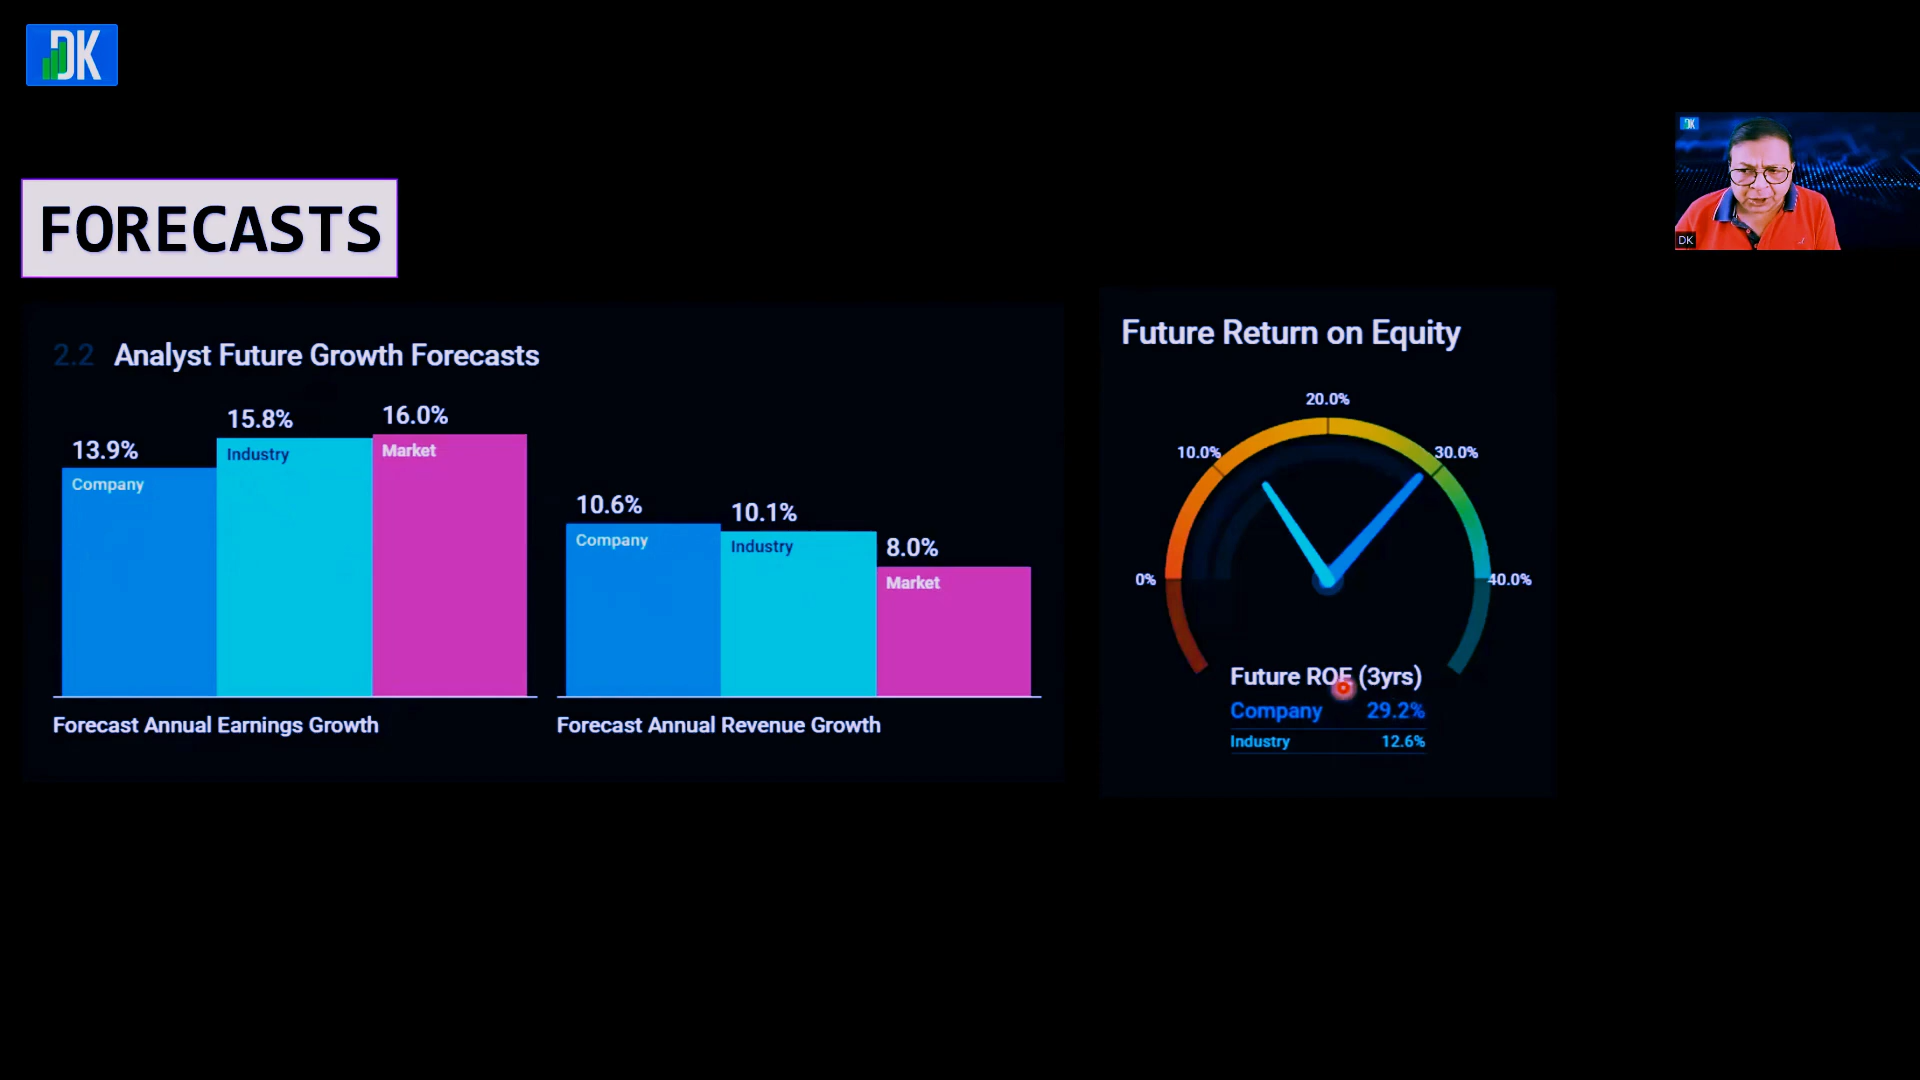 DK
DK
DK
FORECASTS
2.2 Analyst Future Growth Forecasts
13.9%
Company
15.8%
Industry
16.0%
Market
Forecast Annual Earnings Growth
10.6%
Company
10.1%
Industry
8.0%
Market
Forecast Annual Revenue Growth
Future Return on Equity
0%
10.0%
20.0%
30.0%
40.0%
Future ROE (3yrs)
Company 29.2%
Industry 12.6%